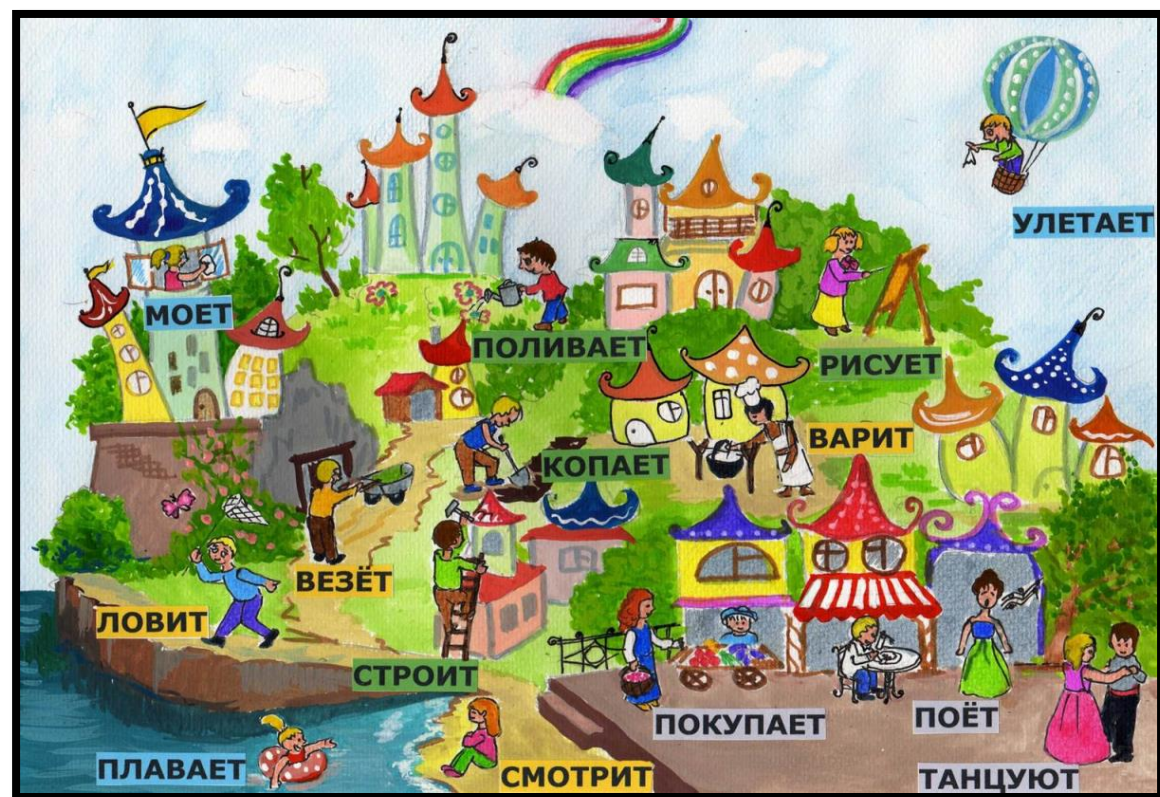 УЛЕТАЕТ
МОЕТ
ПОЛИВАЕТ
РИСУЕТ
ВАРИТ
КОПАЕТ
ВЕЗЁТ
ЛОВИТ
СТРОИТ
ПОКУПАЕТ
ПОЁТ
ПЛАВАЕТ
СМОТРИТ
ТАНЦУЮТ